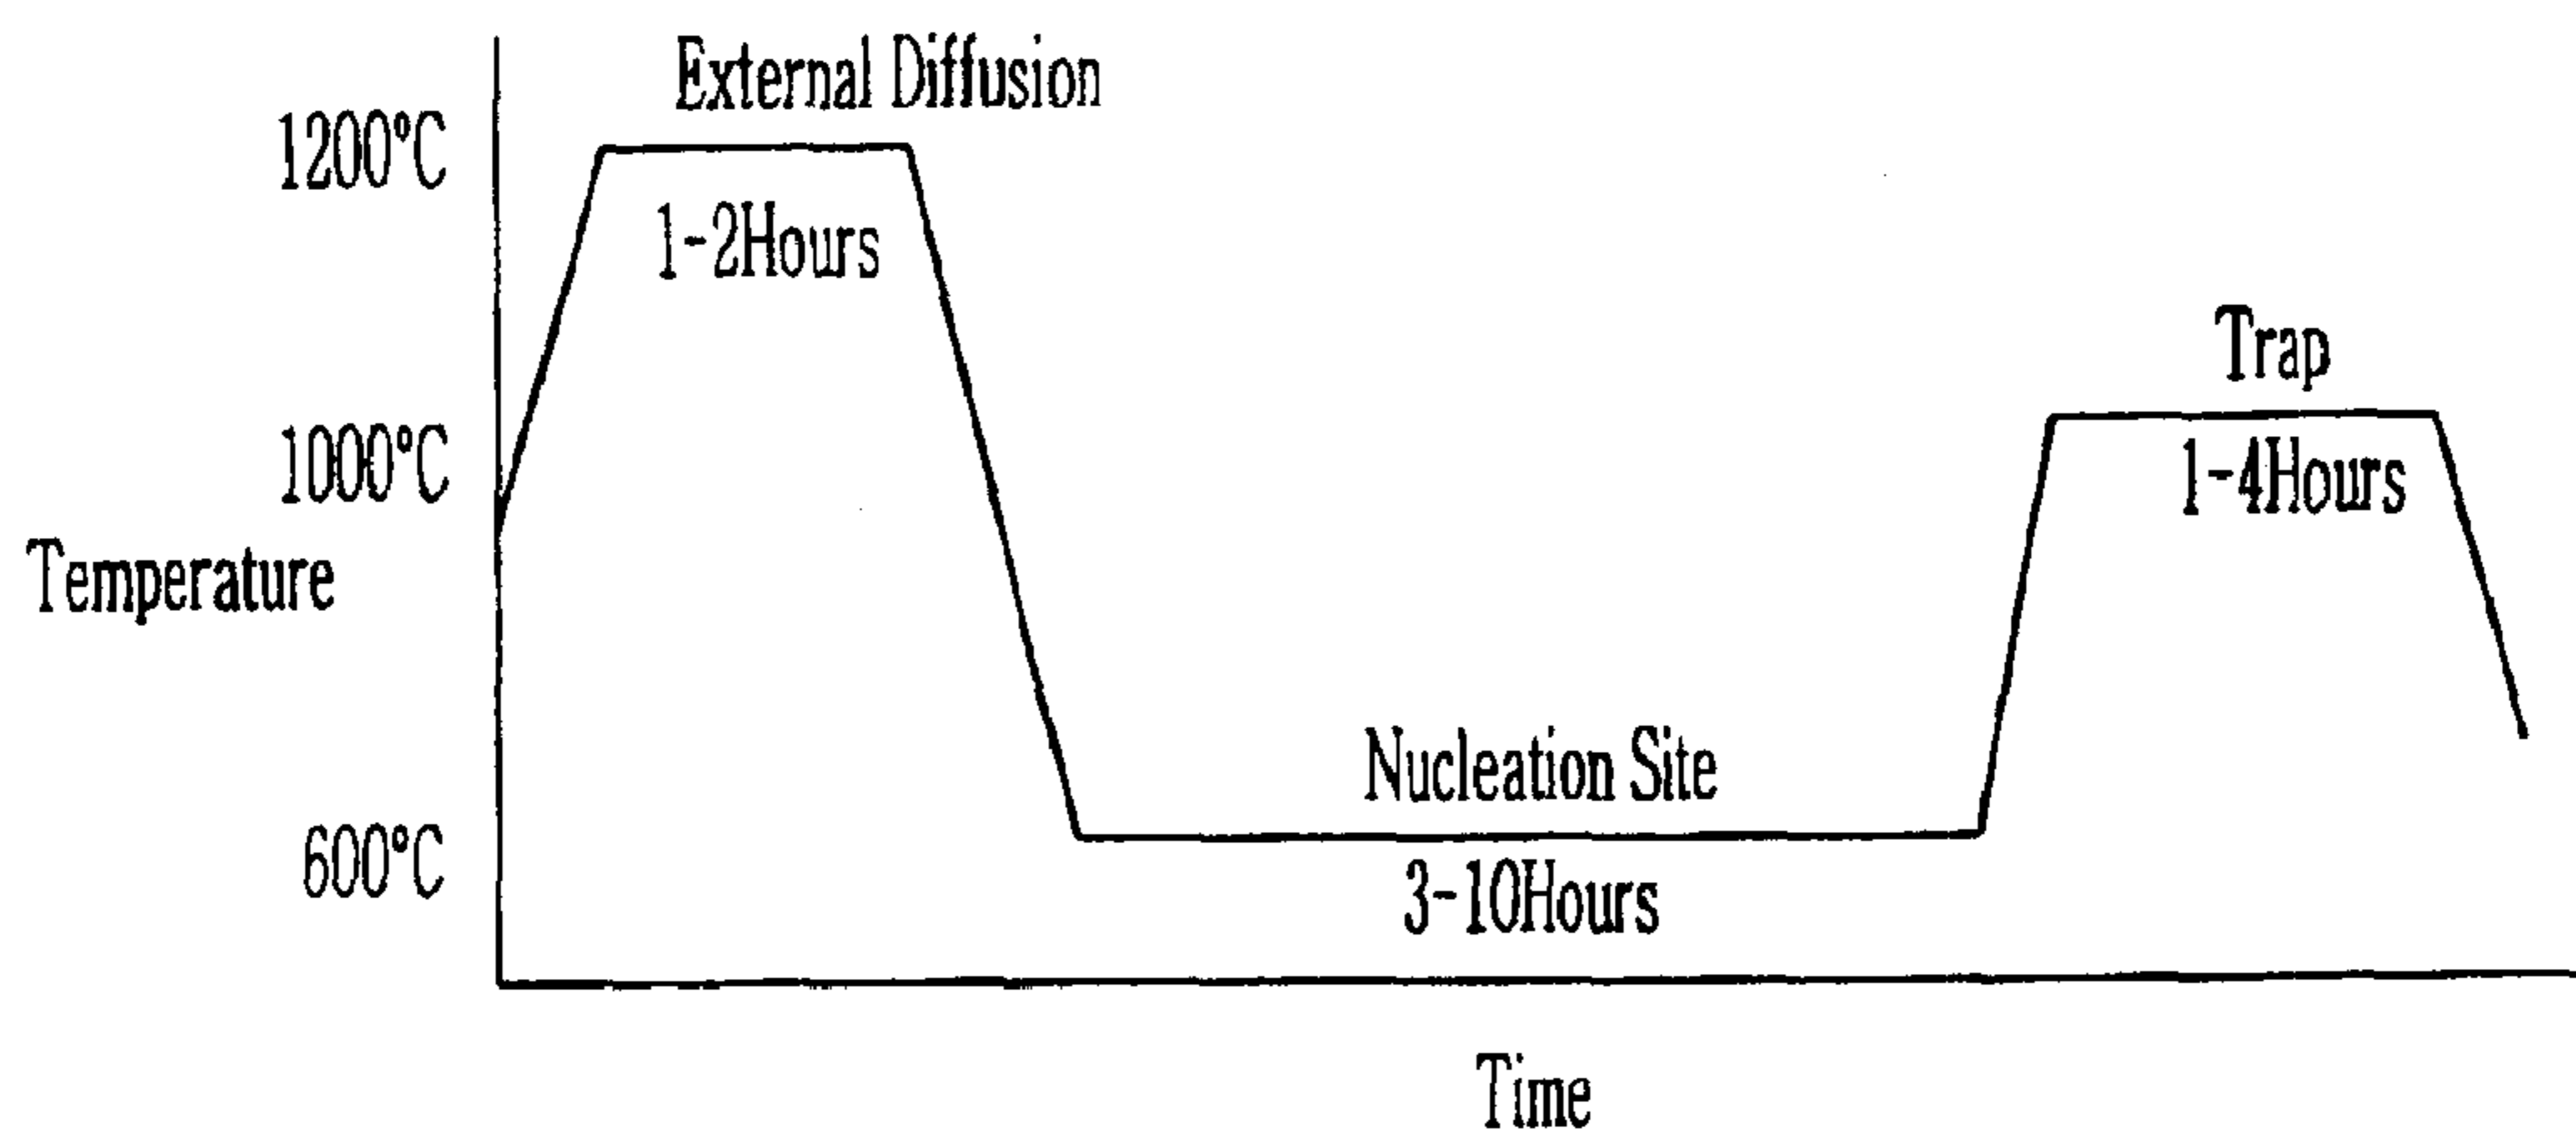 External Diffusion
1200°C
1-2Hours
Trap
1000°C
1-4Hours
Temperature
Nucleation Site
600°C
3-10Hours
Time